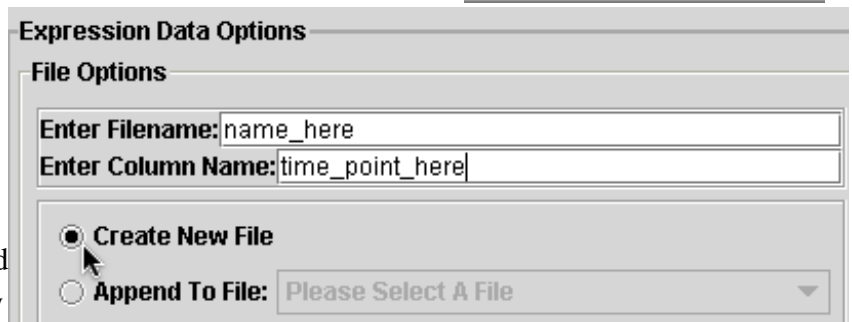 Expression Data Options
File Options
Enter Filename: name_here
Enter Column Name: time_point_here
Create New File
d
Append To File: Please Select A File